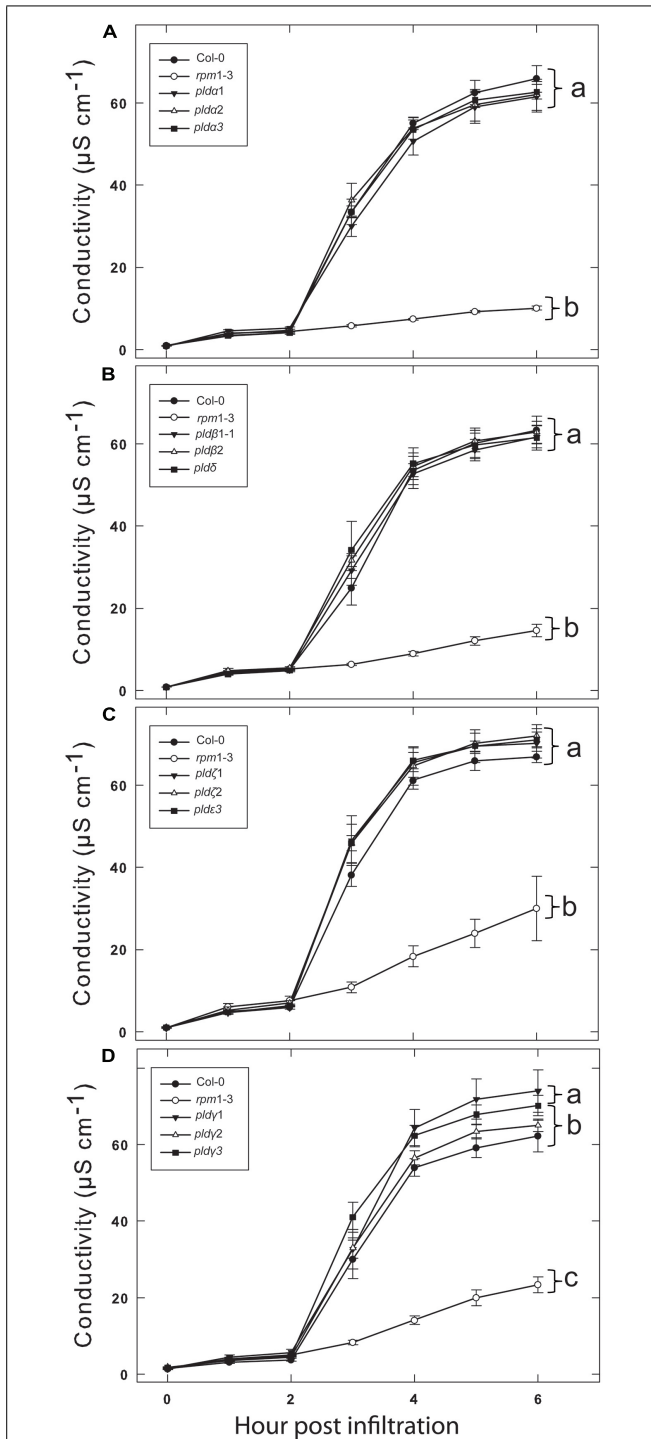 A
Col-0
rpm1-3
pldα1
pldα2
pldα3
a
b
60
40
20
0
Conductivity (µS cm⁻¹)
B
Col-0
rpm1-3
pldβ1-1
pldβ2
pldδ
a
b
60
40
20
0
Conductivity (µS cm⁻¹)
C
Col-0
rpm1-3
pldζ1
pldζ2
pldε3
a
b
60
40
20
0
Conductivity (µS cm⁻¹)
D
Col-0
rpm1-3
pldγ1
pldγ2
pldγ3
a
b
c
60
40
20
0
Conductivity (µS cm⁻¹)
0 2 4 6
Hour post infiltration